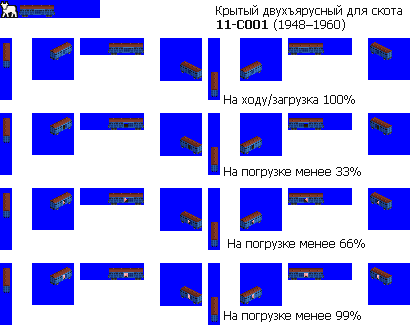 Крытый двухъярусный для скота
11-С001 (1948–1960)
На ходу/загрузка 100%
На погрузке менее 33%
На погрузке менее 66%
На погрузке менее 99%